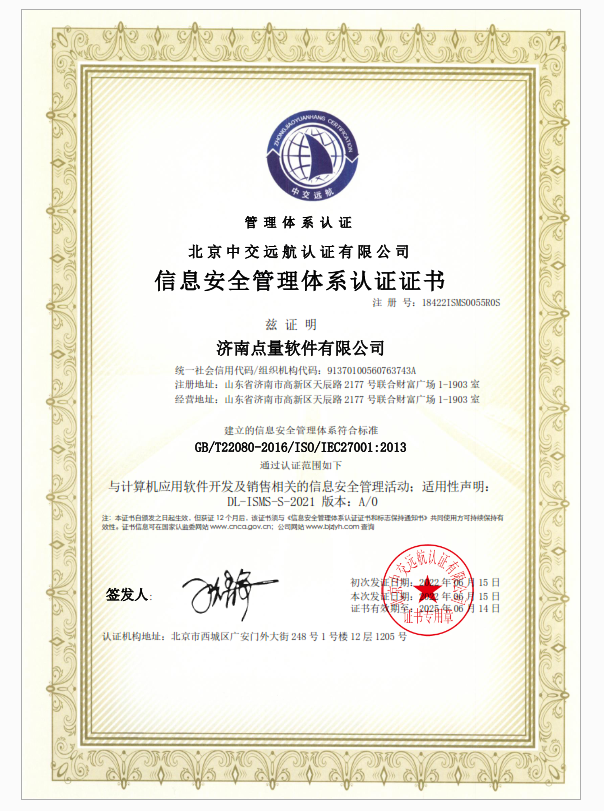 ZHONGJIAOYUANHANG CERTIFICATION
中交远航
管理体系认证
北京中交远航认证有限公司
信息安全管理体系认证证书
注 册 号：18422ISMS0055R0S
兹 证 明
济南点量软件有限公司
统一社会信用代码/组织机构代码：91370100560763743A
注册地址：山东省济南市高新区天辰路 2177 号联合财富广场 1-1903 室
经营地址：山东省济南市高新区天辰路 2177 号联合财富广场 1-1903 室
建立的信息安全管理体系符合标准
GB/T22080-2016/ISO/IEC27001:2013
通过认证范围如下
与计算机应用软件开发及销售相关的信息安全管理活动；适用性声明：
DL-ISMS-S-2021 版本：A/0
注：本证书自颁发之日起生效，但获证 12 个月后，该证书须与《信息安全管理体系认证证书和标志保持通知书》共同使用方可持续保持有
效性。证书信息可在国家认监委网站 www.cnca.gov.cn；公司网站 www.bjzjyh.com 查询
签发人：
初次发证日期：2022 年 06 月 15 日
本次发证日期：2022 年 06 月 15 日
证书有效期至：2025 年 06 月 14 日
北京中交远航认证有限公司
证书专用章
认证机构地址：北京市西城区广安门外大街 248 号 1 号楼 12 层 1205 号